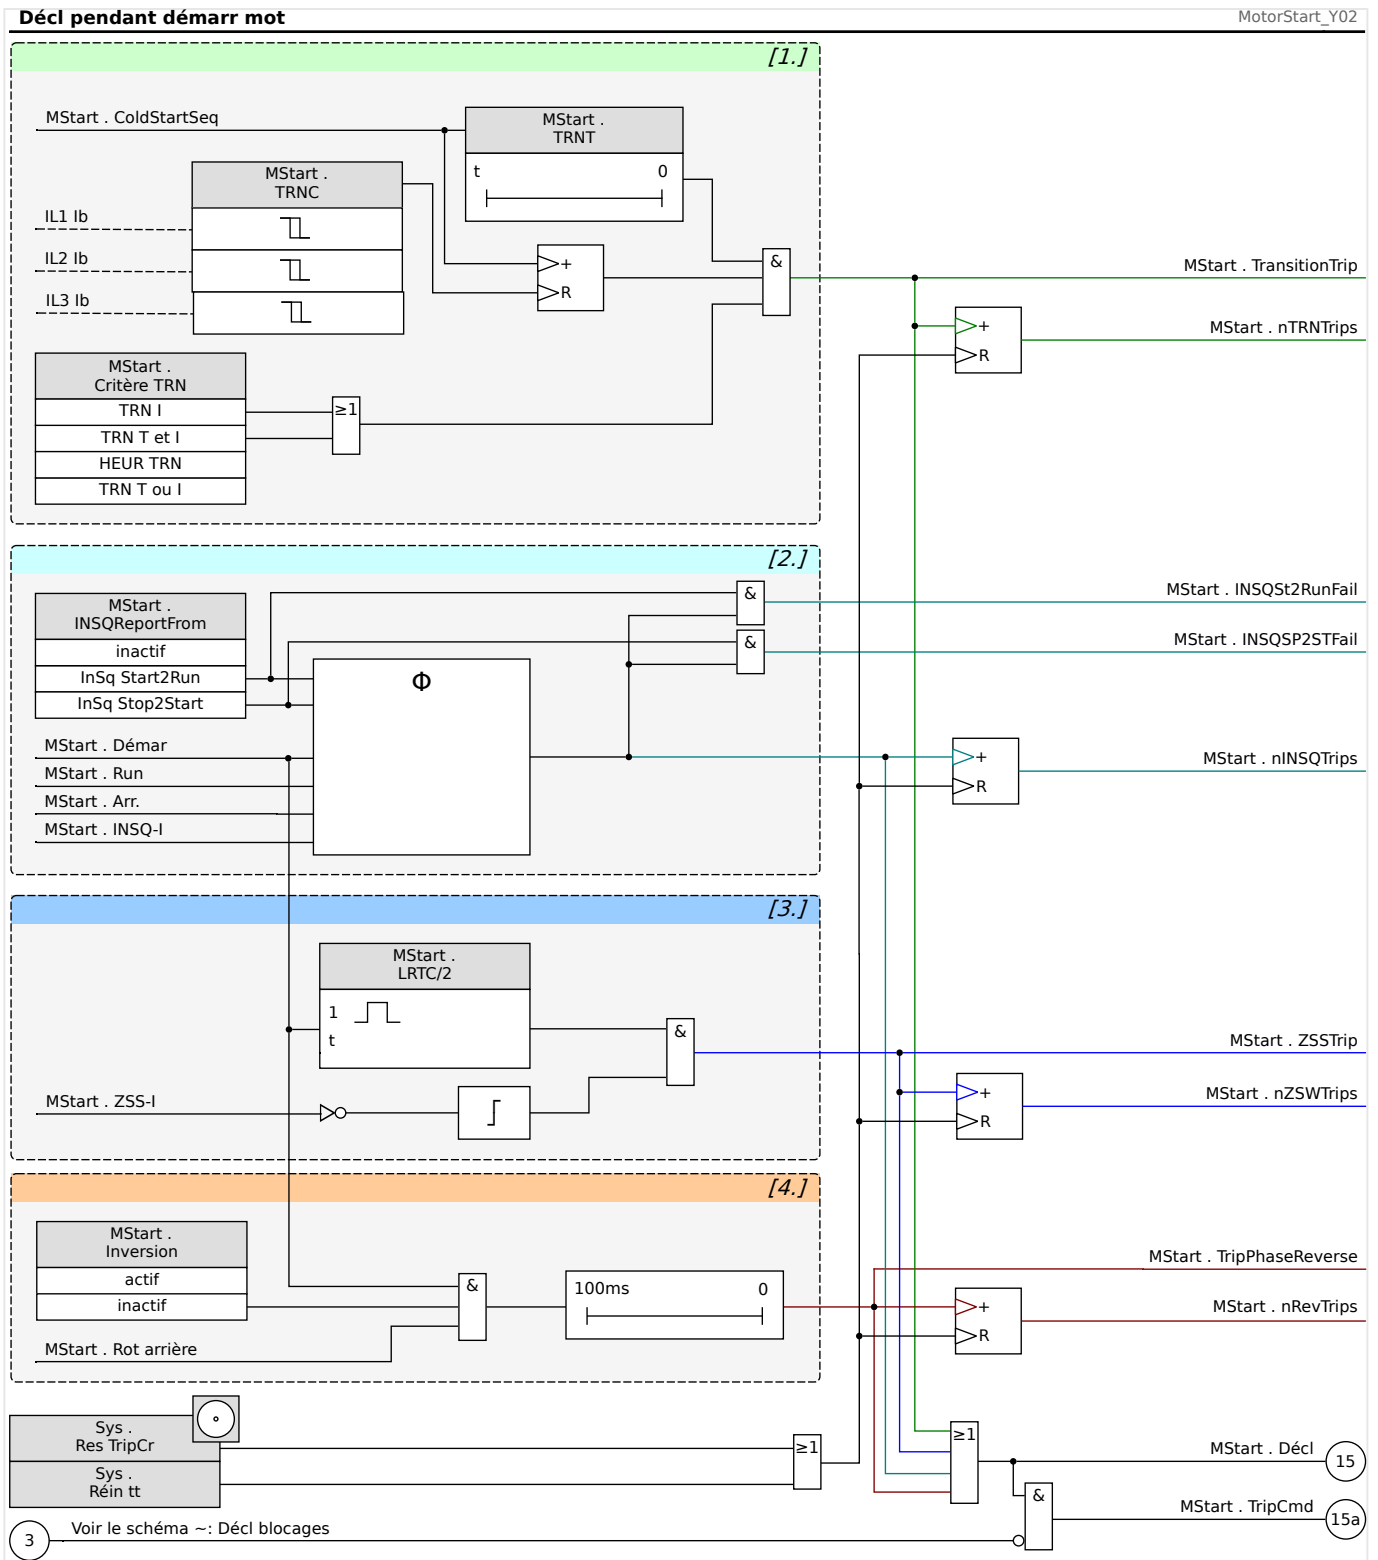 Décl pendant démarr mot
MotorStart_Y02
[1.]
MStart . ColdStartSeq
MStart .
TRNT
t
0
MStart .
TRNC
IL1 Ib
IL2 Ib
IL3 Ib
+
R
&
MStart . TransitionTrip
+
R
MStart . nTRNTrips
MStart .
Critère TRN
TRN I
TRN T et I
HEUR TRN
TRN T ou I
≥1
[2.]
MStart .
INSQReportFrom
inactif
InSq Start2Run
InSq Stop2Start
Φ
&
MStart . INSQSt2RunFail
&
MStart . INSQSP2STFail
MStart . Démar
MStart . Run
MStart . Arr.
MStart . INSQ-I
+
R
MStart . nINSQTrips
[3.]
MStart .
LRTC/2
1
t
&
MStart . ZSS-I
MStart . ZSSTrip
+
R
MStart . nZSWTrips
[4.]
MStart .
Inversion
actif
inactif
MStart . Rot arrière
&
100ms
0
MStart . TripPhaseReverse
+
R
MStart . nRevTrips
Sys .
Res TripCr
Sys .
Réin tt
≥1
≥1
MStart . Décl
15
&
MStart . TripCmd
15a
3
Voir le schéma ~: Décl blocages